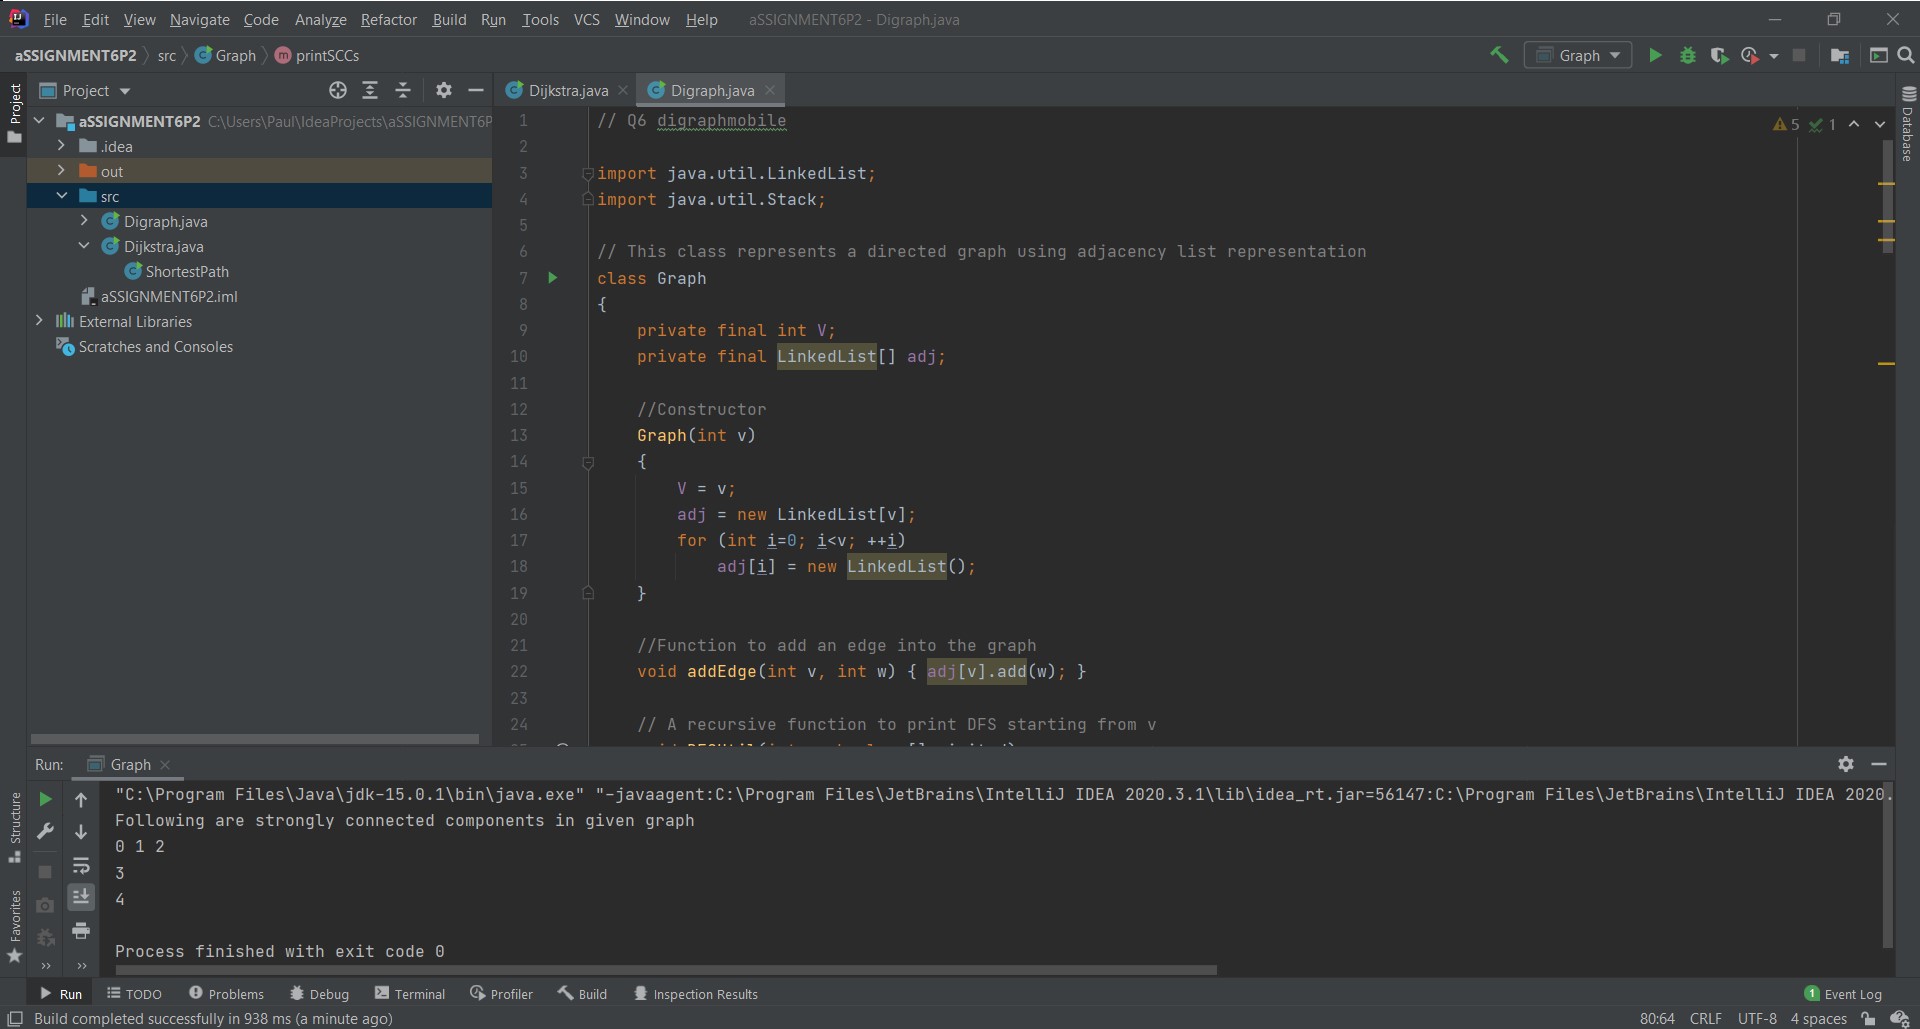 File Edit View Navigate Code Analyze Refactor Build Run Tools VCS Window Help aSSIGNMENT6P2 - Digraph.java
aSSIGNMENT6P2 src Graph printSCCs Graph
Project Project Dijkstra.java Digraph.java Database
aSSIGNMENT6P2 C:\Users\Paul\IdeaProjects\aSSIGNMENT6P
.idea
out
src
Digraph.java
Dijkstra.java
ShortestPath
aSSIGNMENT6P2.iml
External Libraries
Scratches and Consoles
5 1
1 // Q6 digraphmobile
2
3 import java.util.LinkedList;
4 import java.util.Stack;
5
6 // This class represents a directed graph using adjacency list representation
7 class Graph
8 {
9 private final int V;
10 private final LinkedList[] adj;
11
12 //Constructor
13 Graph(int v)
14 {
15 V = v;
16 adj = new LinkedList[v];
17 for (int i=0; i<v; ++i)
18 adj[i] = new LinkedList();
19 }
20
21 //Function to add an edge into the graph
22 void addEdge(int v, int w) { adj[v].add(w); }
23
24 // A recursive function to print DFS starting from v
Run: Graph
Structure
Favorites
"C:\Program Files\Java\jdk-15.0.1\bin\java.exe" "-javaagent:C:\Program Files\JetBrains\IntelliJ IDEA 2020.3.1\lib\idea_rt.jar=56147:C:\Program Files\JetBrains\IntelliJ IDEA 2020.
Following are strongly connected components in given graph
0 1 2
3
4
Process finished with exit code 0
Run TODO Problems Debug Terminal Profiler Build Inspection Results 1 Event Log
Build completed successfully in 938 ms (a minute ago) 80:64 CRLF UTF-8 4 spaces